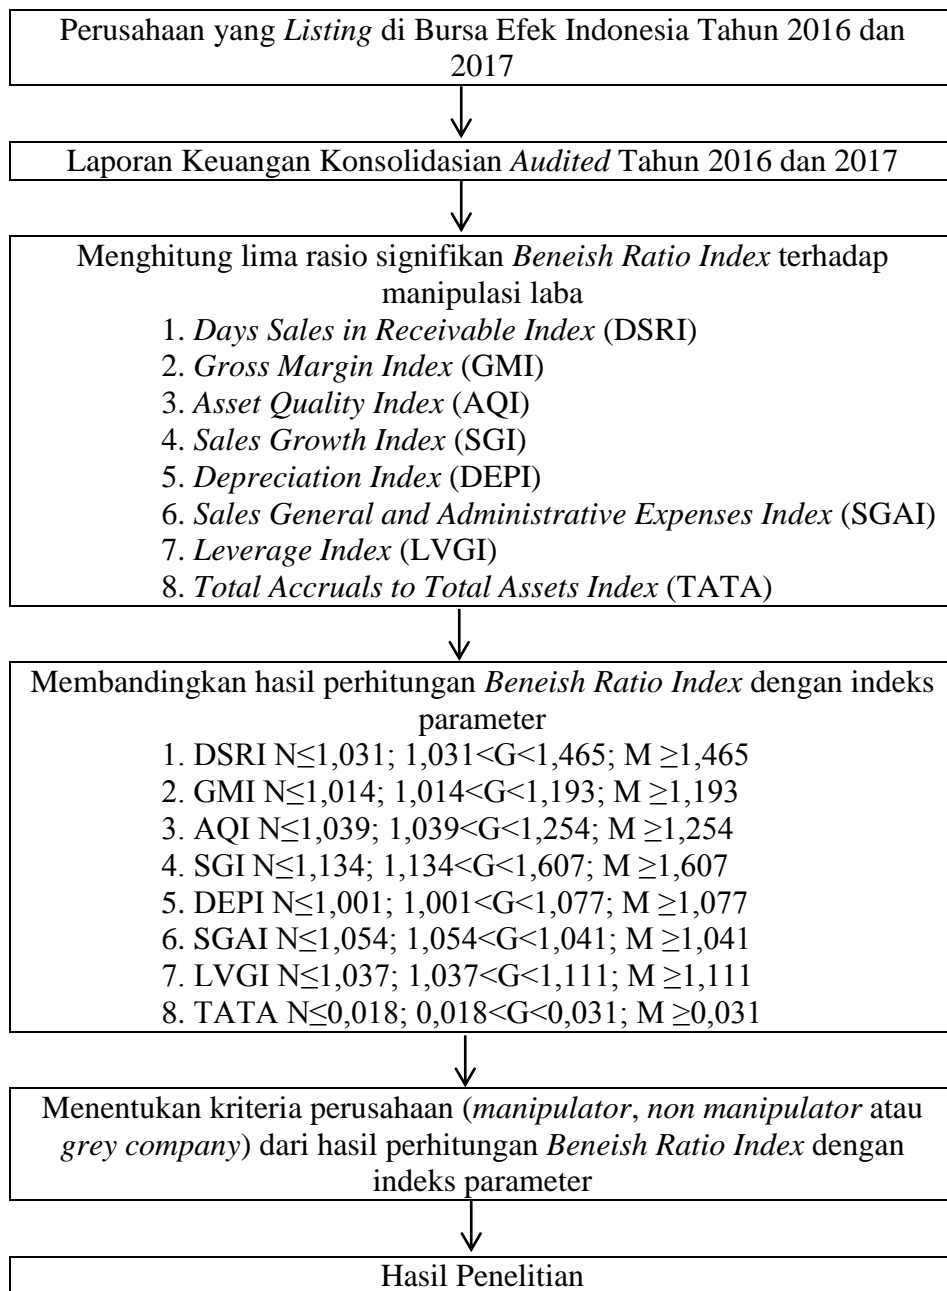 Perusahaan yang Listing di Bursa Efek Indonesia Tahun 2016 dan
2017
Laporan Keuangan Konsolidasian Audited Tahun 2016 dan 2017
Menghitung lima rasio signifikan Beneish Ratio Index terhadap
manipulasi laba
1. Days Sales in Receivable Index (DSRI)
2. Gross Margin Index (GMI)
3. Asset Quality Index (AQI)
4. Sales Growth Index (SGI)
5. Depreciation Index (DEPI)
6. Sales General and Administrative Expenses Index (SGAI)
7. Leverage Index (LVGI)
8. Total Accruals to Total Assets Index (TATA)
Membandingkan hasil perhitungan Beneish Ratio Index dengan indeks
parameter
1. DSRI N≤1,031; 1,031<G<1,465; M ≥1,465
2. GMI N≤1,014; 1,014<G<1,193; M ≥1,193
3. AQI N≤1,039; 1,039<G<1,254; M ≥1,254
4. SGI N≤1,134; 1,134<G<1,607; M ≥1,607
5. DEPI N≤1,001; 1,001<G<1,077; M ≥1,077
6. SGAI N≤1,054; 1,054<G<1,041; M ≥1,041
7. LVGI N≤1,037; 1,037<G<1,111; M ≥1,111
8. TATA N≤0,018; 0,018<G<0,031; M ≥0,031
Menentukan kriteria perusahaan (manipulator, non manipulator atau
grey company) dari hasil perhitungan Beneish Ratio Index dengan
indeks parameter
Hasil Penelitian